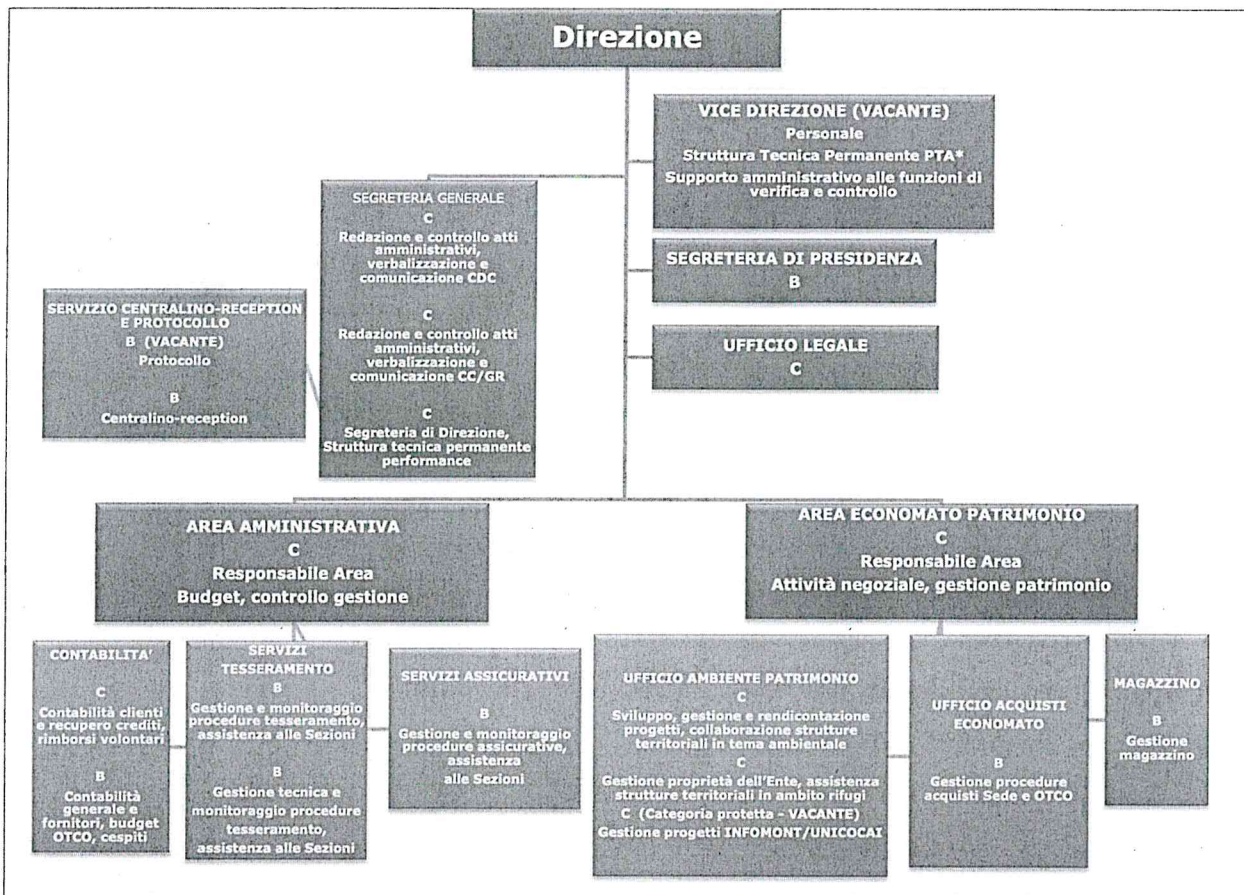 Direzione
VICE DIREZIONE (VACANTE)
Personale
Struttura Tecnica Permanente PTA*
Supporto amministrativo alle funzioni di
verifica e controllo
SEGRETERIA GENERALE
C
Redazione e controllo atti
amministrativi,
verbalizzazione e
comunicazione CDC
C
Redazione e controllo atti
amministrativi,
verbalizzazione e
comunicazione CC/GR
C
Segreteria di Direzione,
Struttura tecnica permanente
performance
SEGRETERIA DI PRESIDENZA
B
SERVIZIO CENTRALINO-RECEPTION
E PROTOCOLLO
B (VACANTE)
Protocollo
B
Centralino-reception
UFFICIO LEGALE
C
AREA AMMINISTRATIVA
C
Responsabile Area
Budget, controllo gestione
AREA ECONOMATO PATRIMONIO
C
Responsabile Area
Attività negoziale, gestione patrimonio
CONTABILITA'
C
Contabilità clienti
e recupero crediti,
rimborsi volontari
B
Contabilità
generale e
fornitori, budget
OTCO, cespiti
SERVIZI
TESSERAMENTO
B
Gestione e monitoraggio
procedure tesseramento,
assistenza alle Sezioni
B
Gestione tecnica e
monitoraggio procedure
tesseramento,
assistenza alle Sezioni
SERVIZI ASSICURATIVI
B
Gestione e monitoraggio
procedure assicurative,
assistenza
alle Sezioni
UFFICIO AMBIENTE PATRIMONIO
C
Sviluppo, gestione e rendicontazione
progetti, collaborazione strutture
territoriali in tema ambientale
C
Gestione proprietà dell'Ente, assistenza
strutture territoriali in ambito rifugi
C (Categoria protetta - VACANTE)
Gestione progetti INFOMONT/UNICOCAI
UFFICIO ACQUISTI
ECONOMATO
B
Gestione procedure
acquisti Sede e OTCO
MAGAZZINO
B
Gestione
magazzino